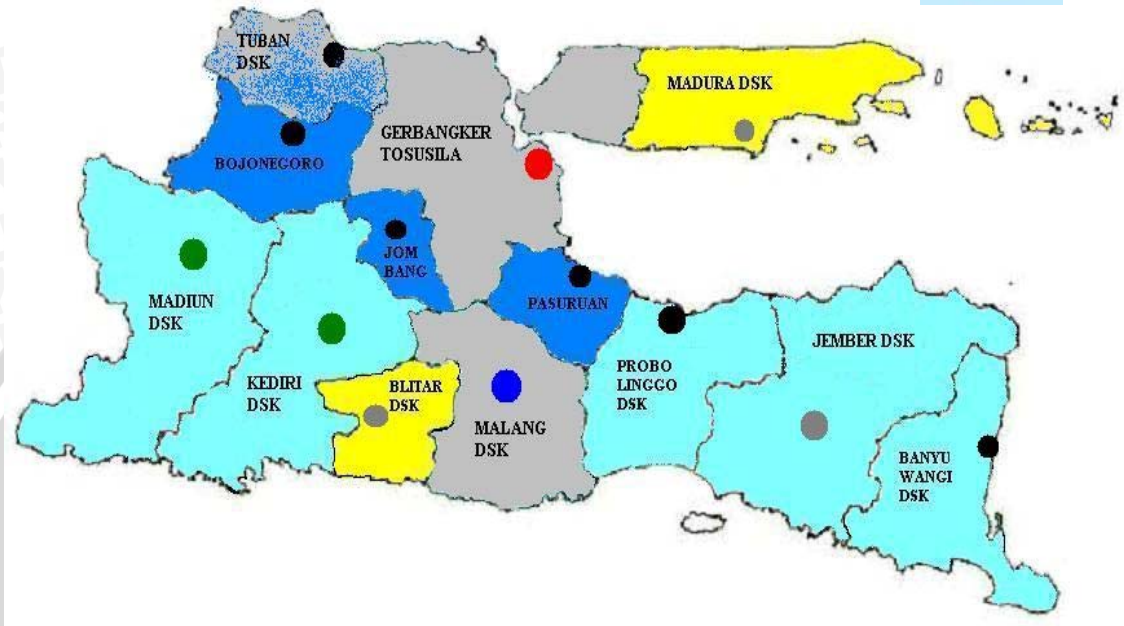 TUBAN
DSK
MADURA DSK
GERBANGKER
TOSUSILA
BOJONEGORO
JOM
BANG
MADIUN
DSK
PASURUAN
JEMBER DSK
PROBO
LINGGO
DSK
KEDIRI
DSK
BLITAR
DSK
MALANG
DSK
BANYU
WANGI
DSK